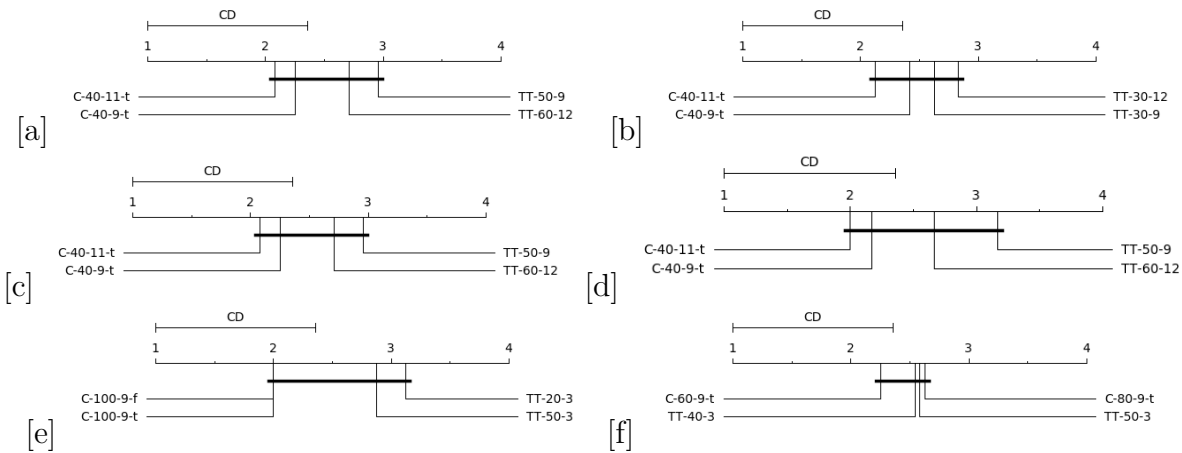 CD
1 2 3 4
C-40-11-t TT-50-9
C-40-9-t TT-60-12
[a]
CD
1 2 3 4
C-40-11-t TT-30-12
C-40-9-t TT-30-9
[b]
CD
1 2 3 4
C-40-11-t TT-50-9
C-40-9-t TT-60-12
[c]
CD
1 2 3 4
C-40-11-t TT-50-9
C-40-9-t TT-60-12
[d]
CD
1 2 3 4
C-100-9-f TT-20-3
C-100-9-t TT-50-3
[e]
CD
1 2 3 4
C-60-9-t C-80-9-t
TT-40-3 TT-50-3
[f]